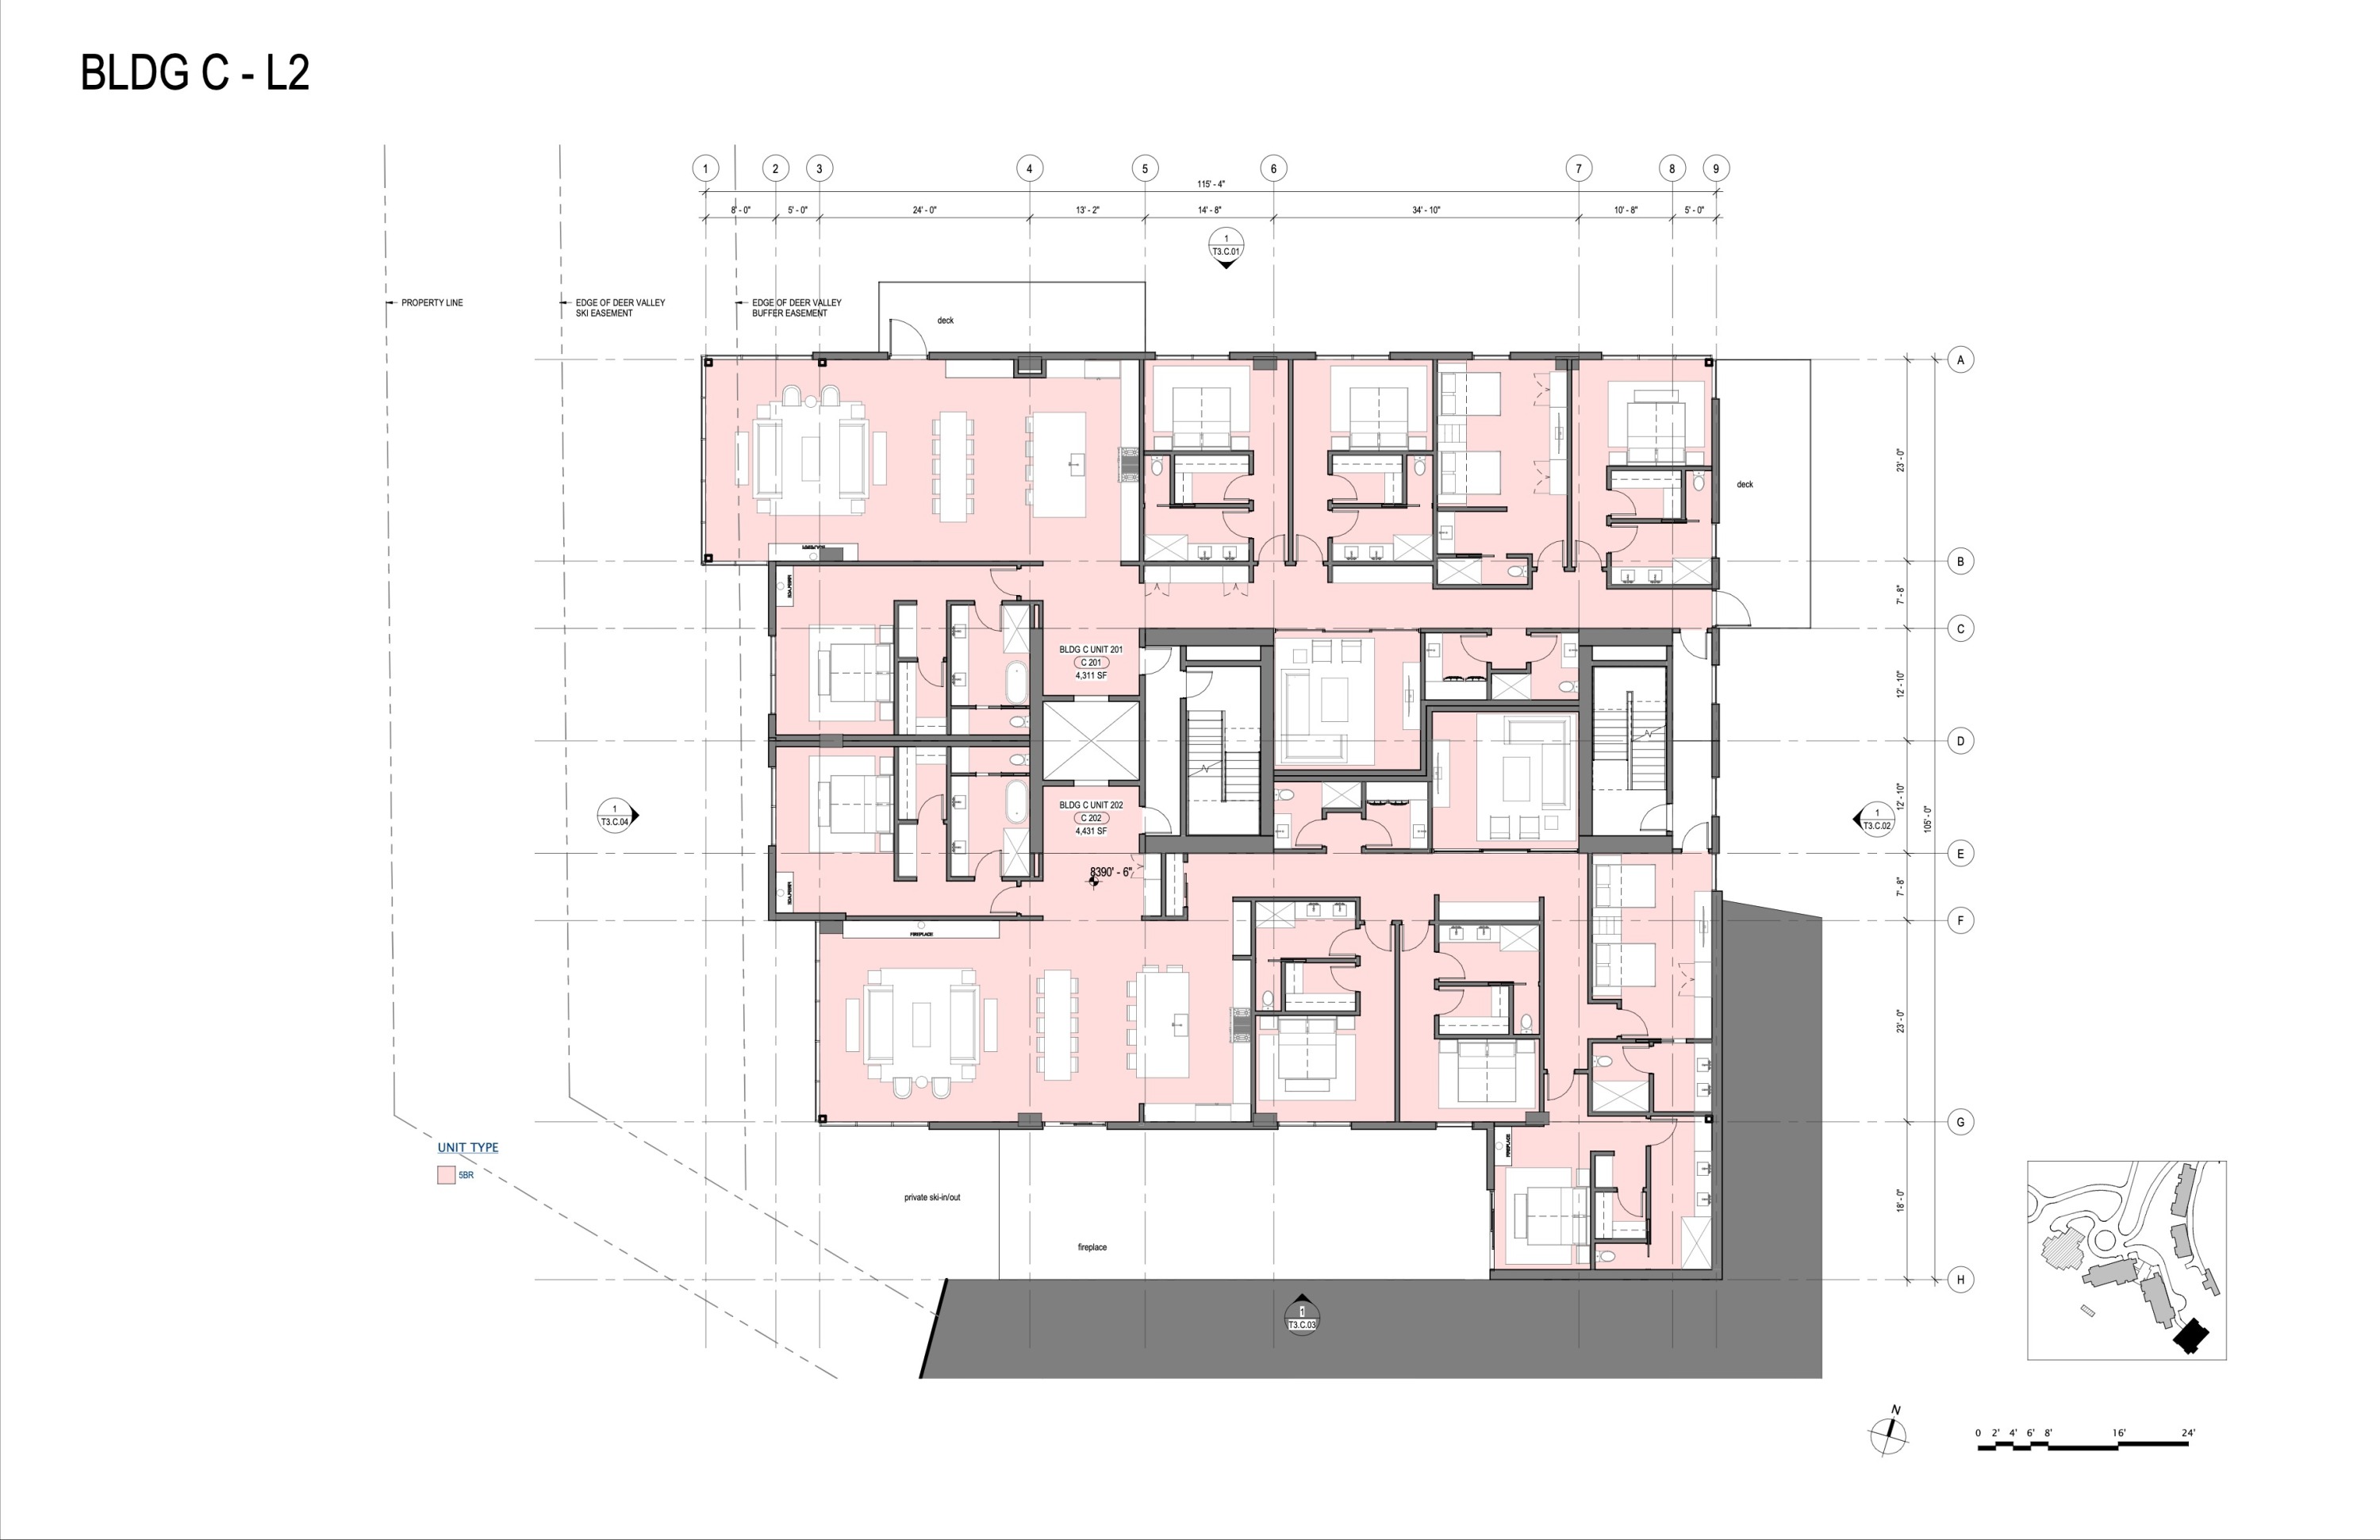 BLDG C - L2
1
2
3
4
5
6
7
8
9
115' - 4"
8' - 0"
5' - 0"
24' - 0"
13' - 2"
14' - 8"
34' - 10"
10' - 8"
5' - 0"
1
T3.C.01
PROPERTY LINE
EDGE OF DEER VALLEY
SKI EASEMENT
EDGE OF DEER VALLEY
BUFFER EASEMENT
deck
A
23' - 0"
deck
B
7' - 8"
C
BLDG C UNIT 201
C 201
4,311 SF
12' - 10"
D
BLDG C UNIT 202
C 202
4,431 SF
1
T3.C.04
1
T3.C.02
12' - 10"
105' - 0"
E
8390' - 6"
7' - 8"
F
FIREPLACE
23' - 0"
G
FIREPLACE
UNIT TYPE
5BR
private ski-in/out
18' - 0"
fireplace
H
1
T3.C.03
N
0 2' 4' 6' 8' 16' 24'